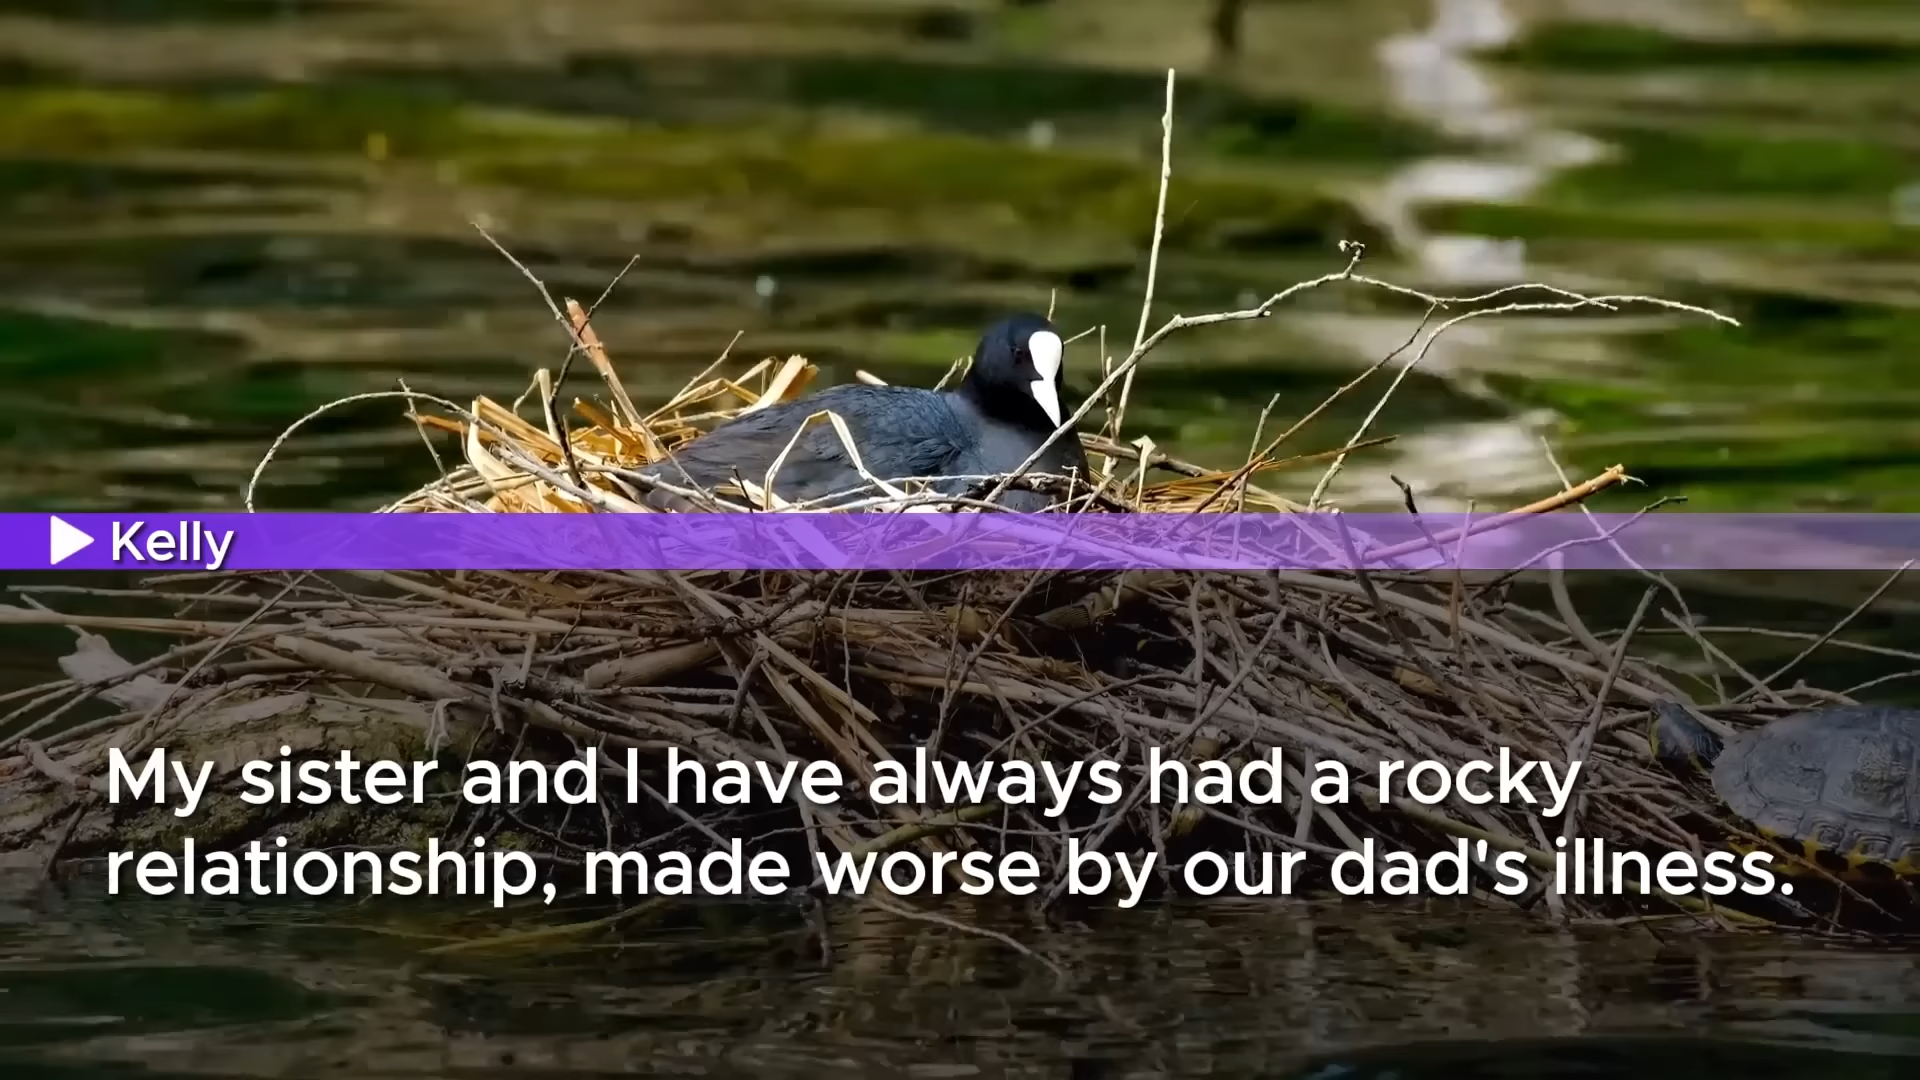 Kelly
My sister and I have always had a rocky
relationship, made worse by our dad's illness.